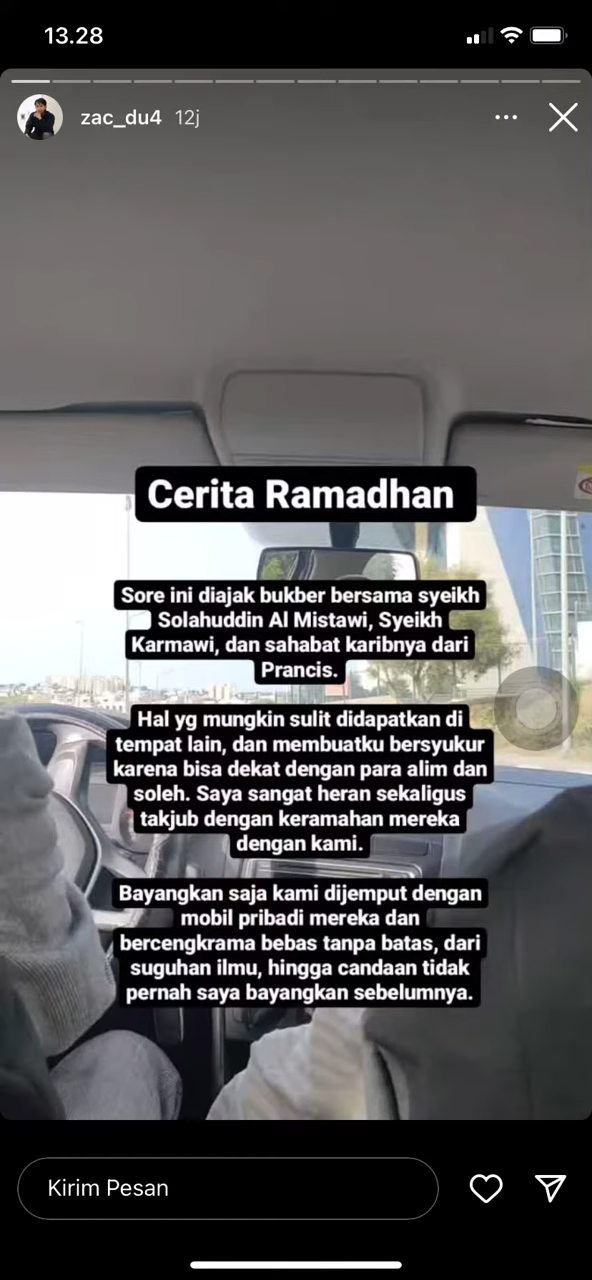 13.28
zac_du4 12j
Cerita Ramadhan
Sore ini diajak bukber bersama syeikh
Solahuddin Al Mistawi, Syeikh
Karmawi, dan sahabat karibnya dari
Prancis.
Hal yg mungkin sulit didapatkan di
tempat lain, dan membuatku bersyukur
karena bisa dekat dengan para alim dan
soleh. Saya sangat heran sekaligus
takjub dengan keramahan mereka
dengan kami.
Bayangkan saja kami dijemput dengan
mobil pribadi mereka dan
bercengkrama bebas tanpa batas, dari
suguhan ilmu, hingga candaan tidak
pernah saya bayangkan sebelumnya.
Kirim Pesan